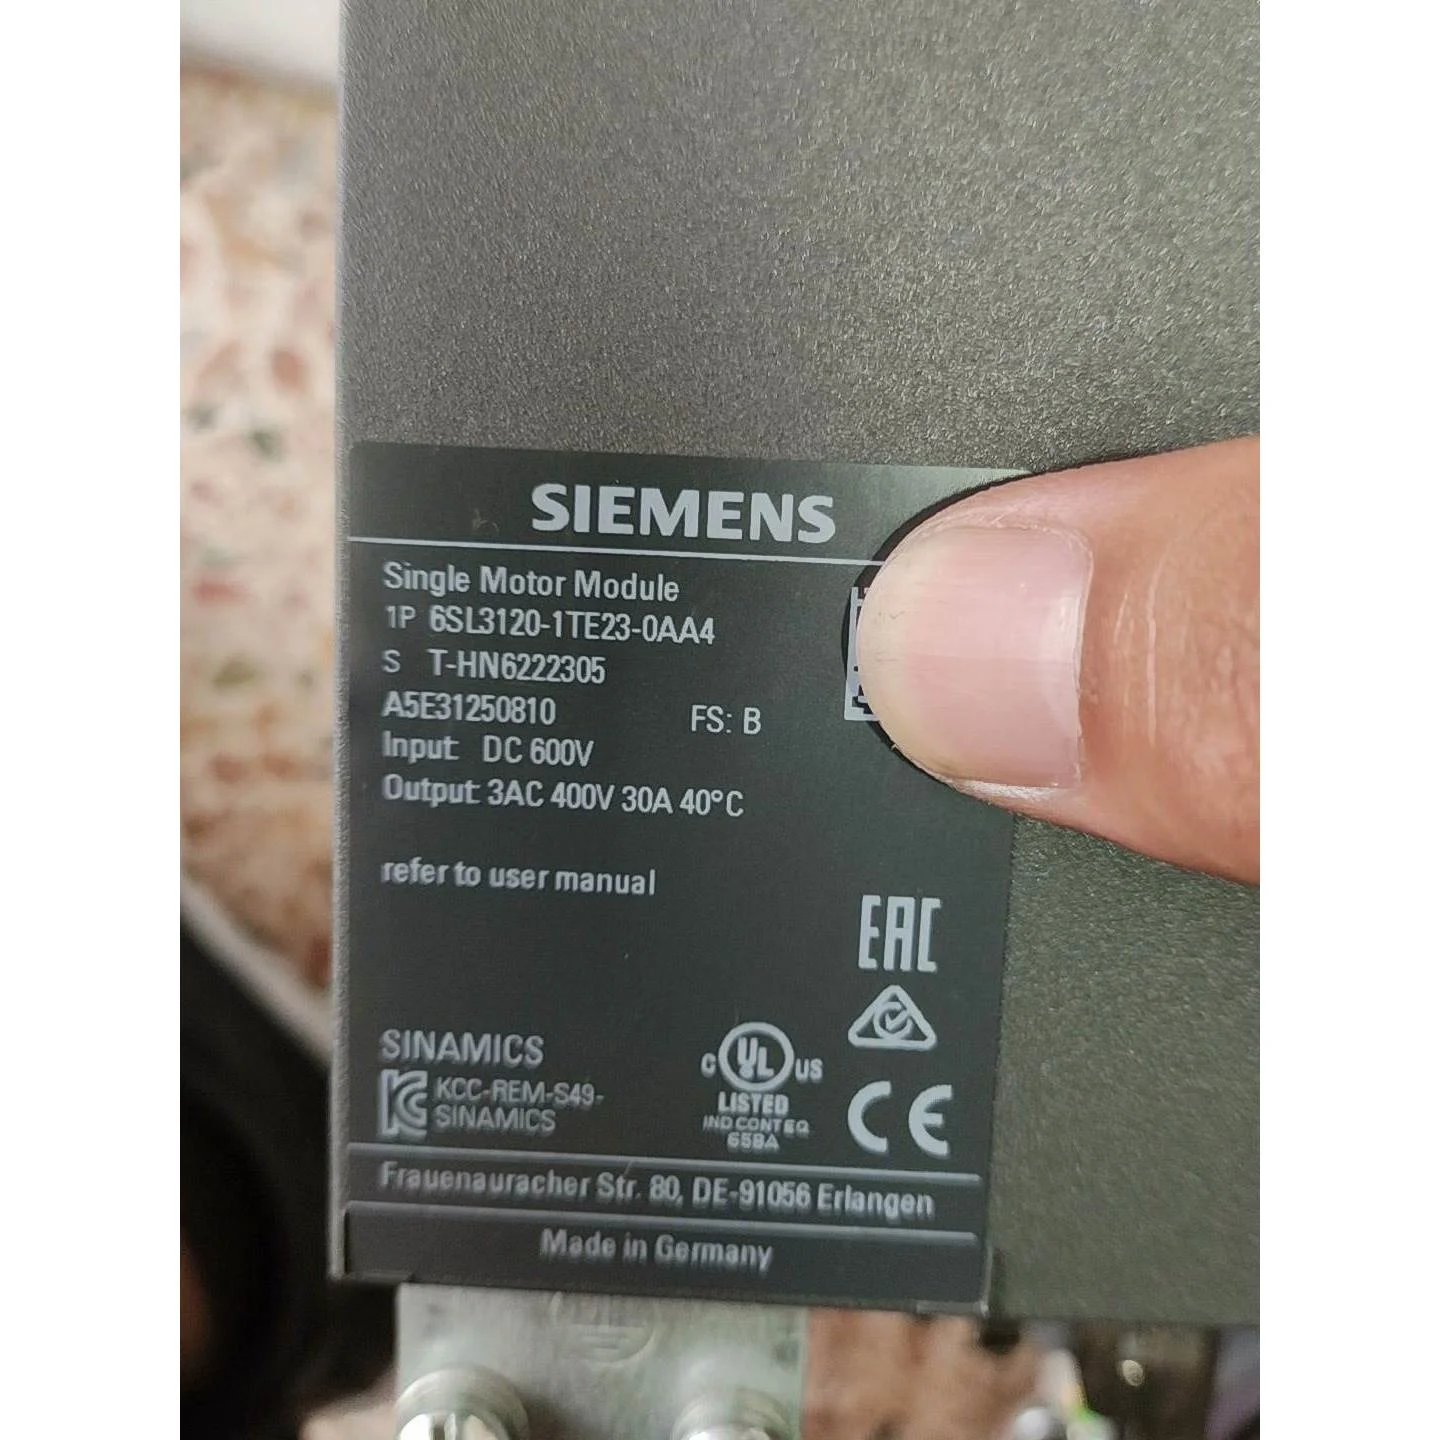 SIEMENS
Single Motor Module
1P 6SL3120-1TE23-0AA4
S T-HN6222305
A5E31250810 FS: B
Input: DC 600V
Output: 3AC 400V 30A 40°C
refer to user manual
EAC
SINAMICS
KCC-REM-S49-
SINAMICS
C UL US
LISTED
IND CONT EQ
65BA
CE
Frauenauracher Str. 80, DE-91056 Erlangen
Made in Germany